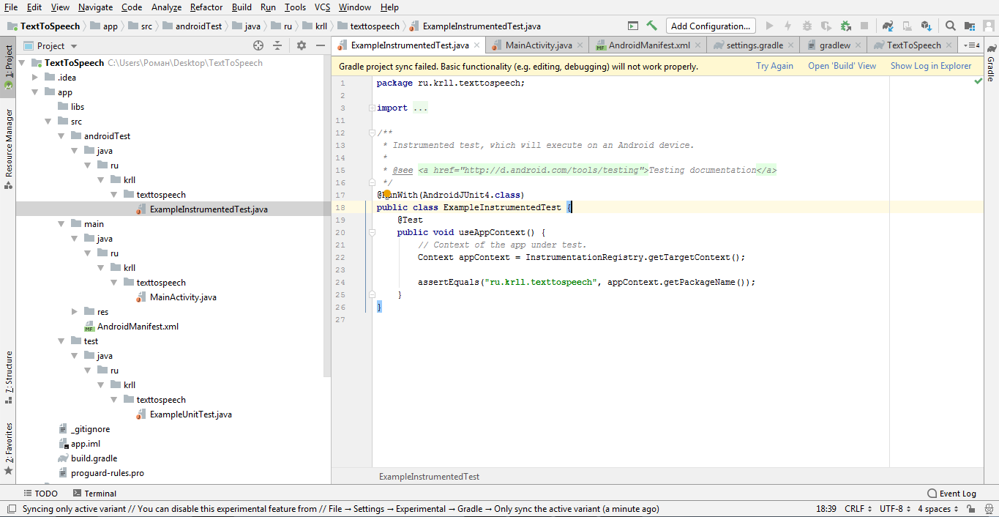 File Edit View Navigate Code Analyze Refactor Build Run Tools VCS Window Help
TextToSpeech app src androidTest java ru krll texttospeech ExampleInstrumentedTest.java Add Configuration...
Project
ExampleInstrumentedTest.java MainActivity.java AndroidManifest.xml settings.gradle gradlew TextToSpeech 4
1: Project
Resource Manager
7: Structure
2: Favorites
Gradle
TextToSpeech C:\Users\Роман\Desktop\TextToSpeech
.idea
app
libs
src
androidTest
java
ru
krll
texttospeech
ExampleInstrumentedTest.java
main
java
ru
krll
texttospeech
MainActivity.java
res
MF AndroidManifest.xml
test
java
ru
krll
texttospeech
ExampleUnitTest.java
_gitignore
app.iml
build.gradle
proguard-rules.pro
Gradle project sync failed. Basic functionality (e.g. editing, debugging) will not work properly. Try Again Open 'Build' View Show Log in Explorer
1 package ru.krll.texttospeech;
2
3 import ...
11
12 /**
13 * Instrumented test, which will execute on an Android device.
14 *
15 * @see <a href="http://d.android.com/tools/testing">Testing documentation</a>
16 */
17 @RunWith(AndroidJUnit4.class)
18 public class ExampleInstrumentedTest {
19 @Test
20 public void useAppContext() {
21 // Context of the app under test.
22 Context appContext = InstrumentationRegistry.getTargetContext();
23
24 assertEquals("ru.krll.texttospeech", appContext.getPackageName());
25 }
26 }
27
ExampleInstrumentedTest
TODO Terminal Event Log
Syncing only active variant // You can disable this experimental feature from // File → Settings → Experimental → Gradle → Only sync the active variant (a minute ago) 18:39 CRLF UTF-8 4 spaces